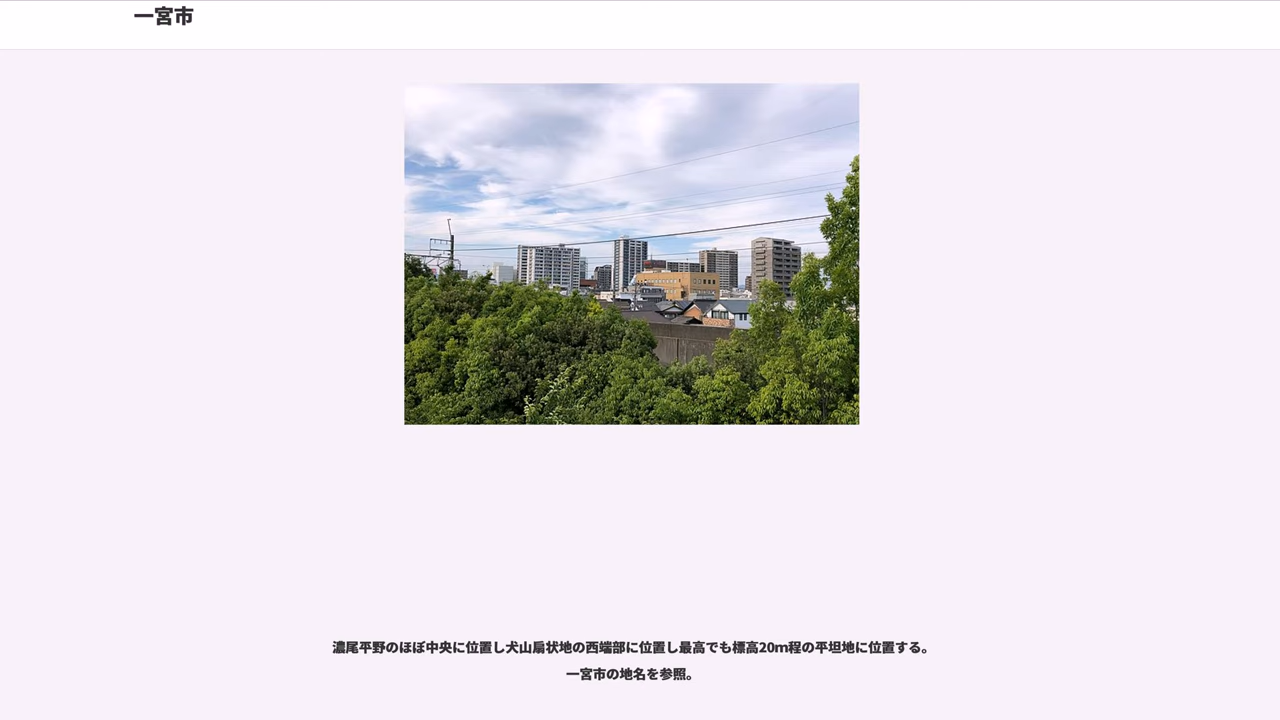 一宮市
濃尾平野のほぼ中央に位置し犬山扇状地の西端部に位置し最高でも標高20m程の平坦地に位置する。
一宮市の地名を参照。